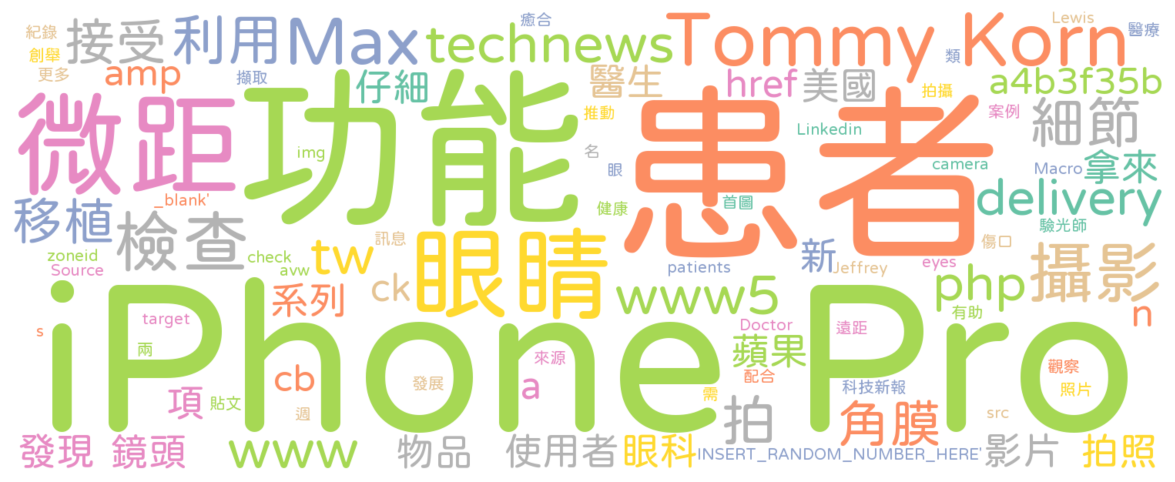 紀錄 接受 利用 Max 癒合 technews Tommy Korn Lewis 醫療
創舉 類
更多 amp 擷取 仔細 醫生 href 美國 拍攝 a4b3f35b
微距 功能 推動 患者 案例 細節
img 名 Linkedin
眼 camera Macro 拿來
_blank' 健康 首圖 delivery
移植 檢查 訊息 眼睛 傷口 驗光師
zoneid check tw patients 新 eyes 攝影
Source avw Jeffrey
系列 ck www5 php n
iPhone Pro
s target Doctor 遠距 有助
兩 來源 蘋果 觀察
cb 發展 a 配合 科技新報 照片
項 貼文 週 需 拍 角膜 src
發現 鏡頭 www 物品 使用者 眼科 INSERT_RANDOM_NUMBER_HERE' 影片 拍照